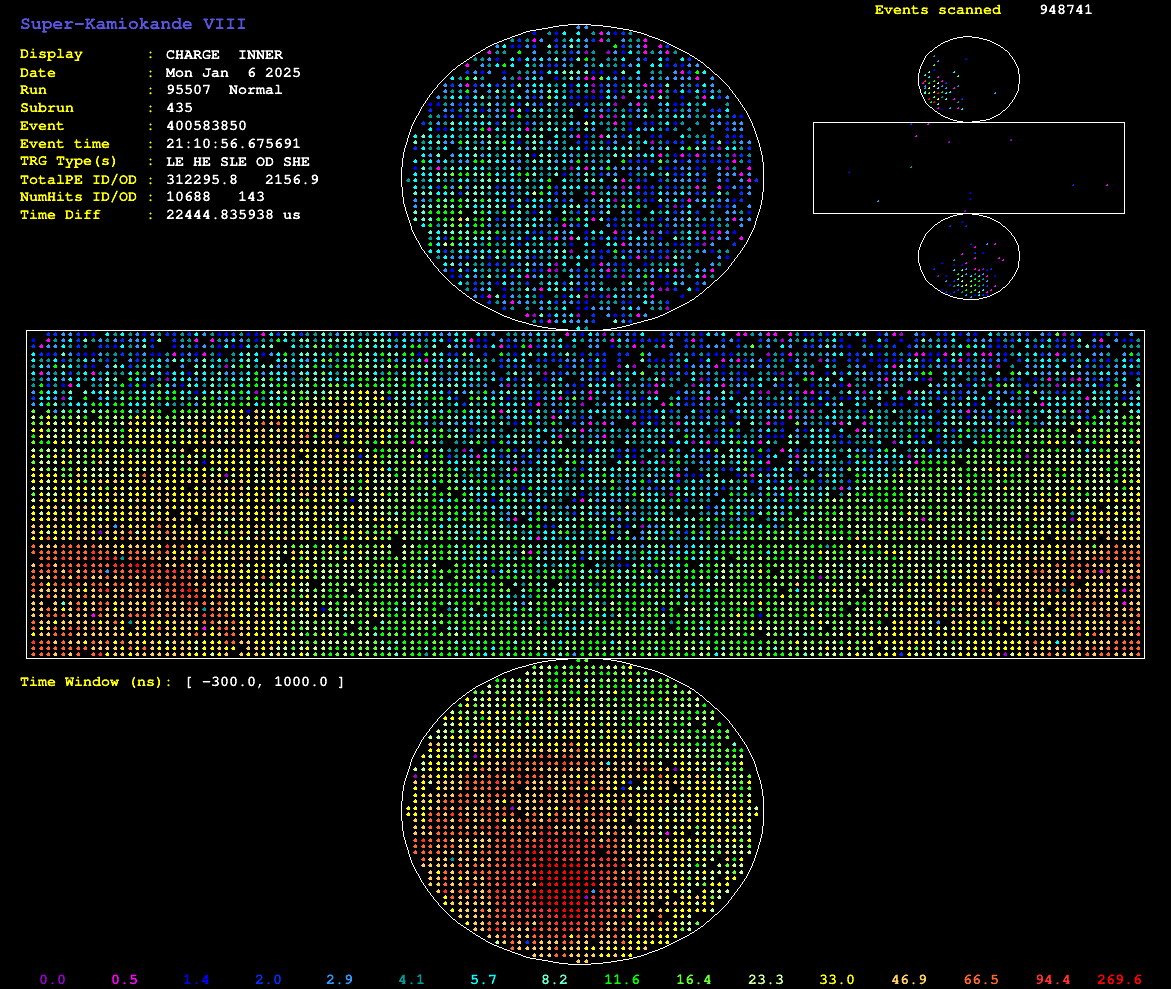 Super-Kamiokande VIII
Events scanned 948741
Display : CHARGE INNER
Date : Mon Jan 6 2025
Run : 95507 Normal
Subrun : 435
Event : 400583850
Event time : 21:10:56.675691
TRG Type(s) : LE HE SLE OD SHE
TotalPE ID/OD : 312295.8 2156.9
NumHits ID/OD : 10688 143
Time Diff : 22444.835938 us
Time Window (ns): [ -300.0, 1000.0 ]
0.0 0.5 1.4 2.0 2.9 4.1 5.7 8.2 11.6 16.4 23.3 33.0 46.9 66.5 94.4 269.6